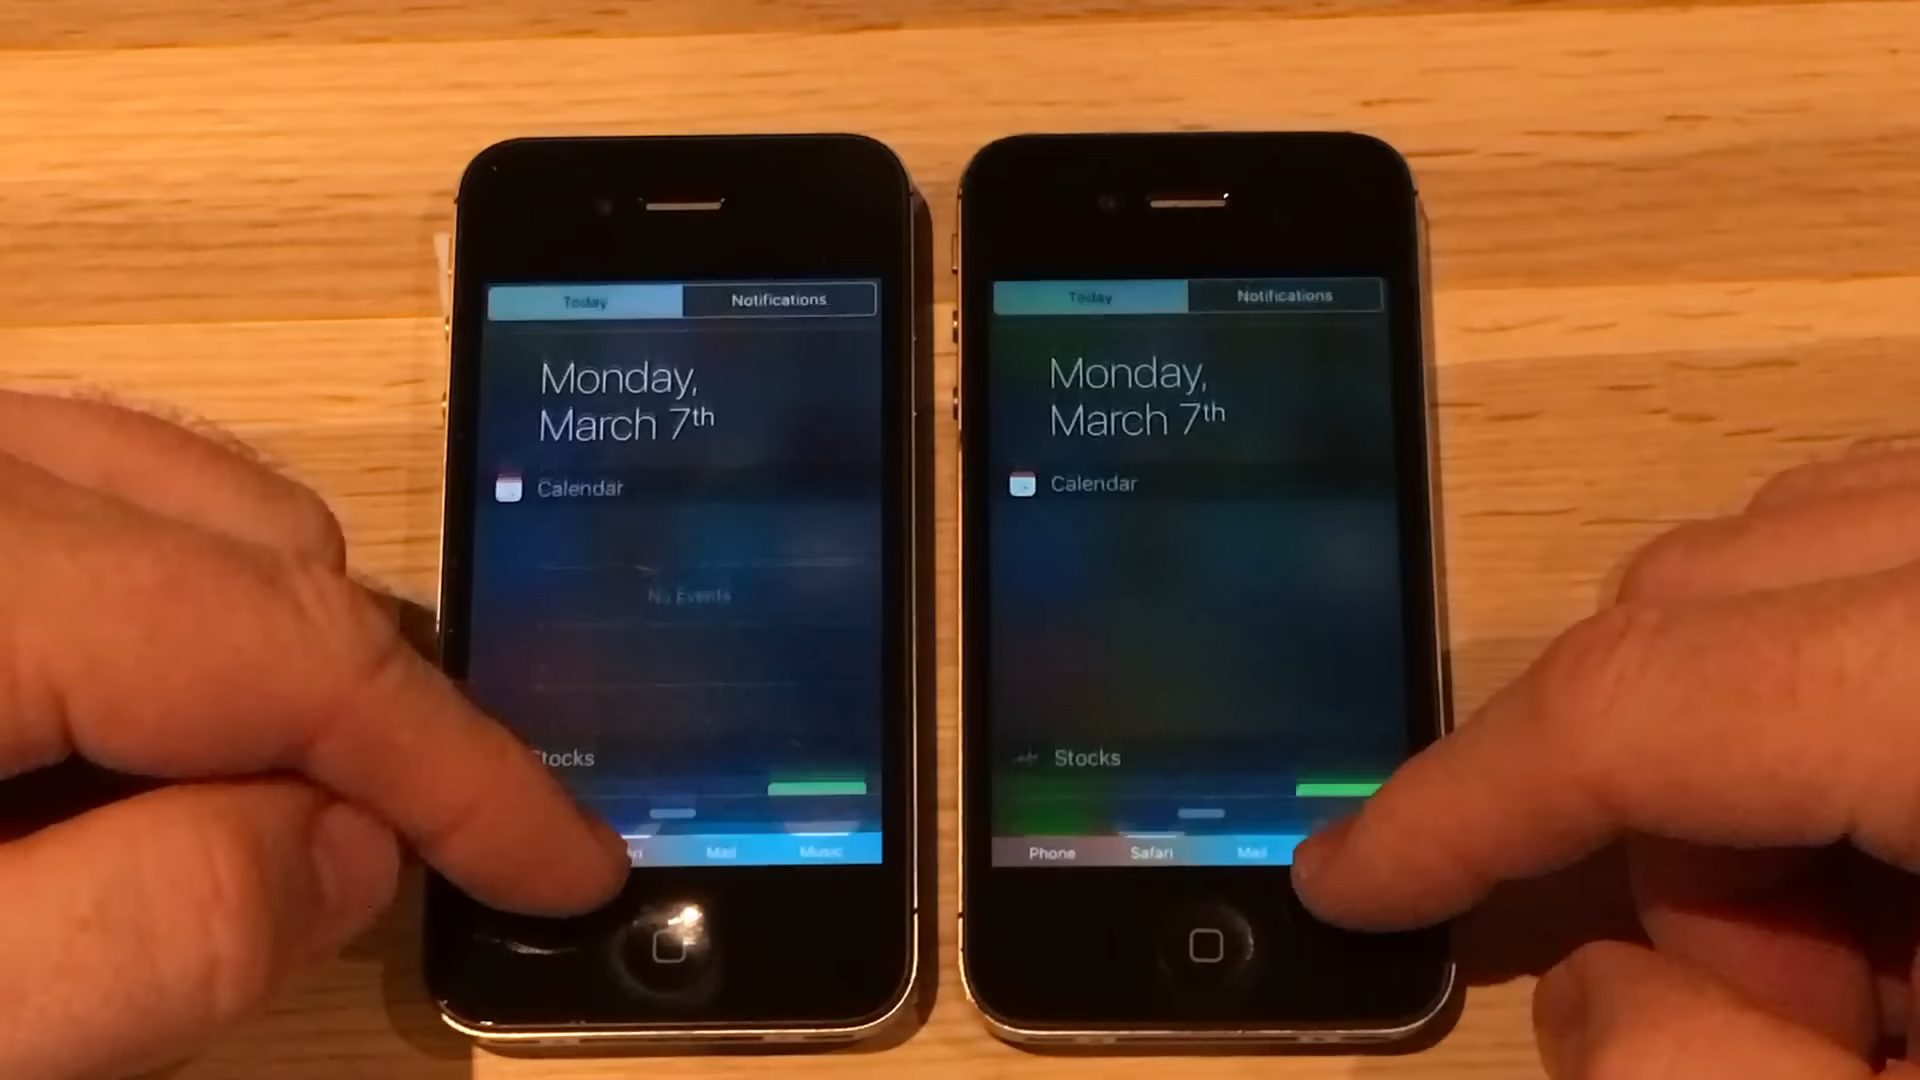 Today
Notifications
Monday,
March 7th
Calendar
No Events
Stocks
Mail
Music
Today
Notifications
Monday,
March 7th
Calendar
Stocks
Phone
Safari
Mail